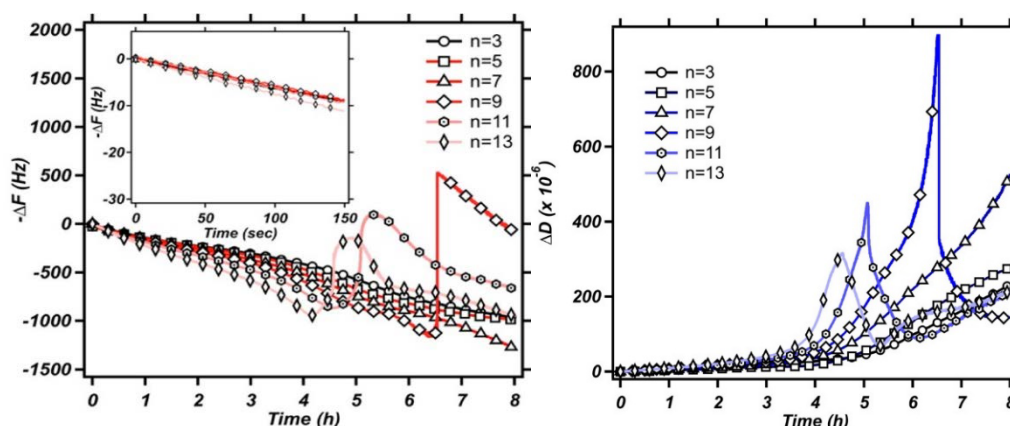 2000
1500
1000
500
0
-500
-1000
-1500
-ΔF (Hz)
0 1 2 3 4 5 6 7 8
Time (h)
0
-10
-20
-30
-ΔF (Hz)
0 50 100 150
Time (sec)
n=3
n=5
n=7
n=9
n=11
n=13
800
600
400
200
0
ΔD (x 10⁻⁶)
n=3
n=5
n=7
n=9
n=11
n=13
0 1 2 3 4 5 6 7 8
Time (h)